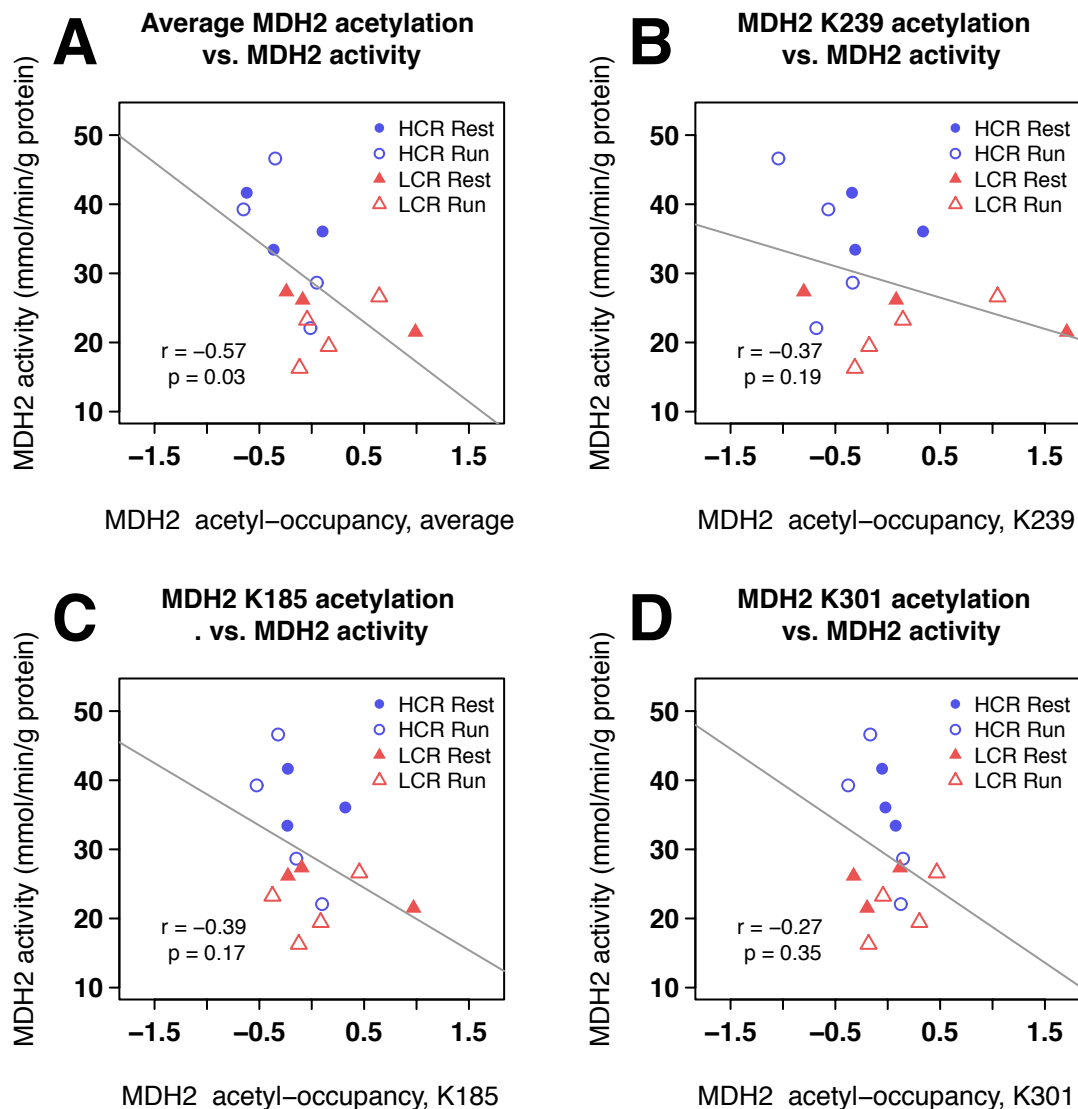 A
Average MDH2 acetylation
vs. MDH2 activity
MDH2 activity (mmol/min/g protein)
50
40
30
20
10
HCR Rest
HCR Run
LCR Rest
LCR Run
r = −0.57
p = 0.03
−1.5 −0.5 0.5 1.5
MDH2 acetyl−occupancy, average
B
MDH2 K239 acetylation
vs. MDH2 activity
MDH2 activity (mmol/min/g protein)
50
40
30
20
10
HCR Rest
HCR Run
LCR Rest
LCR Run
r = −0.37
p = 0.19
−1.5 −0.5 0.5 1.5
MDH2 acetyl−occupancy, K239
C
MDH2 K185 acetylation
. vs. MDH2 activity
MDH2 activity (mmol/min/g protein)
50
40
30
20
10
HCR Rest
HCR Run
LCR Rest
LCR Run
r = −0.39
p = 0.17
−1.5 −0.5 0.5 1.5
MDH2 acetyl−occupancy, K185
D
MDH2 K301 acetylation
vs. MDH2 activity
MDH2 activity (mmol/min/g protein)
50
40
30
20
10
HCR Rest
HCR Run
LCR Rest
LCR Run
r = −0.27
p = 0.35
−1.5 −0.5 0.5 1.5
MDH2 acetyl−occupancy, K301